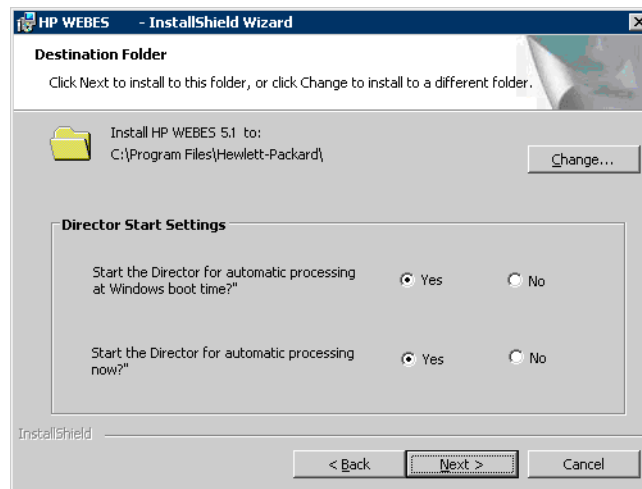 HP WEBES - InstallShield Wizard
Destination Folder
Click Next to install to this folder, or click Change to install to a different folder.
Install HP WEBES 5.1 to:
C:\Program Files\Hewlett-Packard\
Change...
Director Start Settings
Start the Director for automatic processing
at Windows boot time?"
Yes
No
Start the Director for automatic processing
now?"
Yes
No
InstallShield
< Back
Next >
Cancel